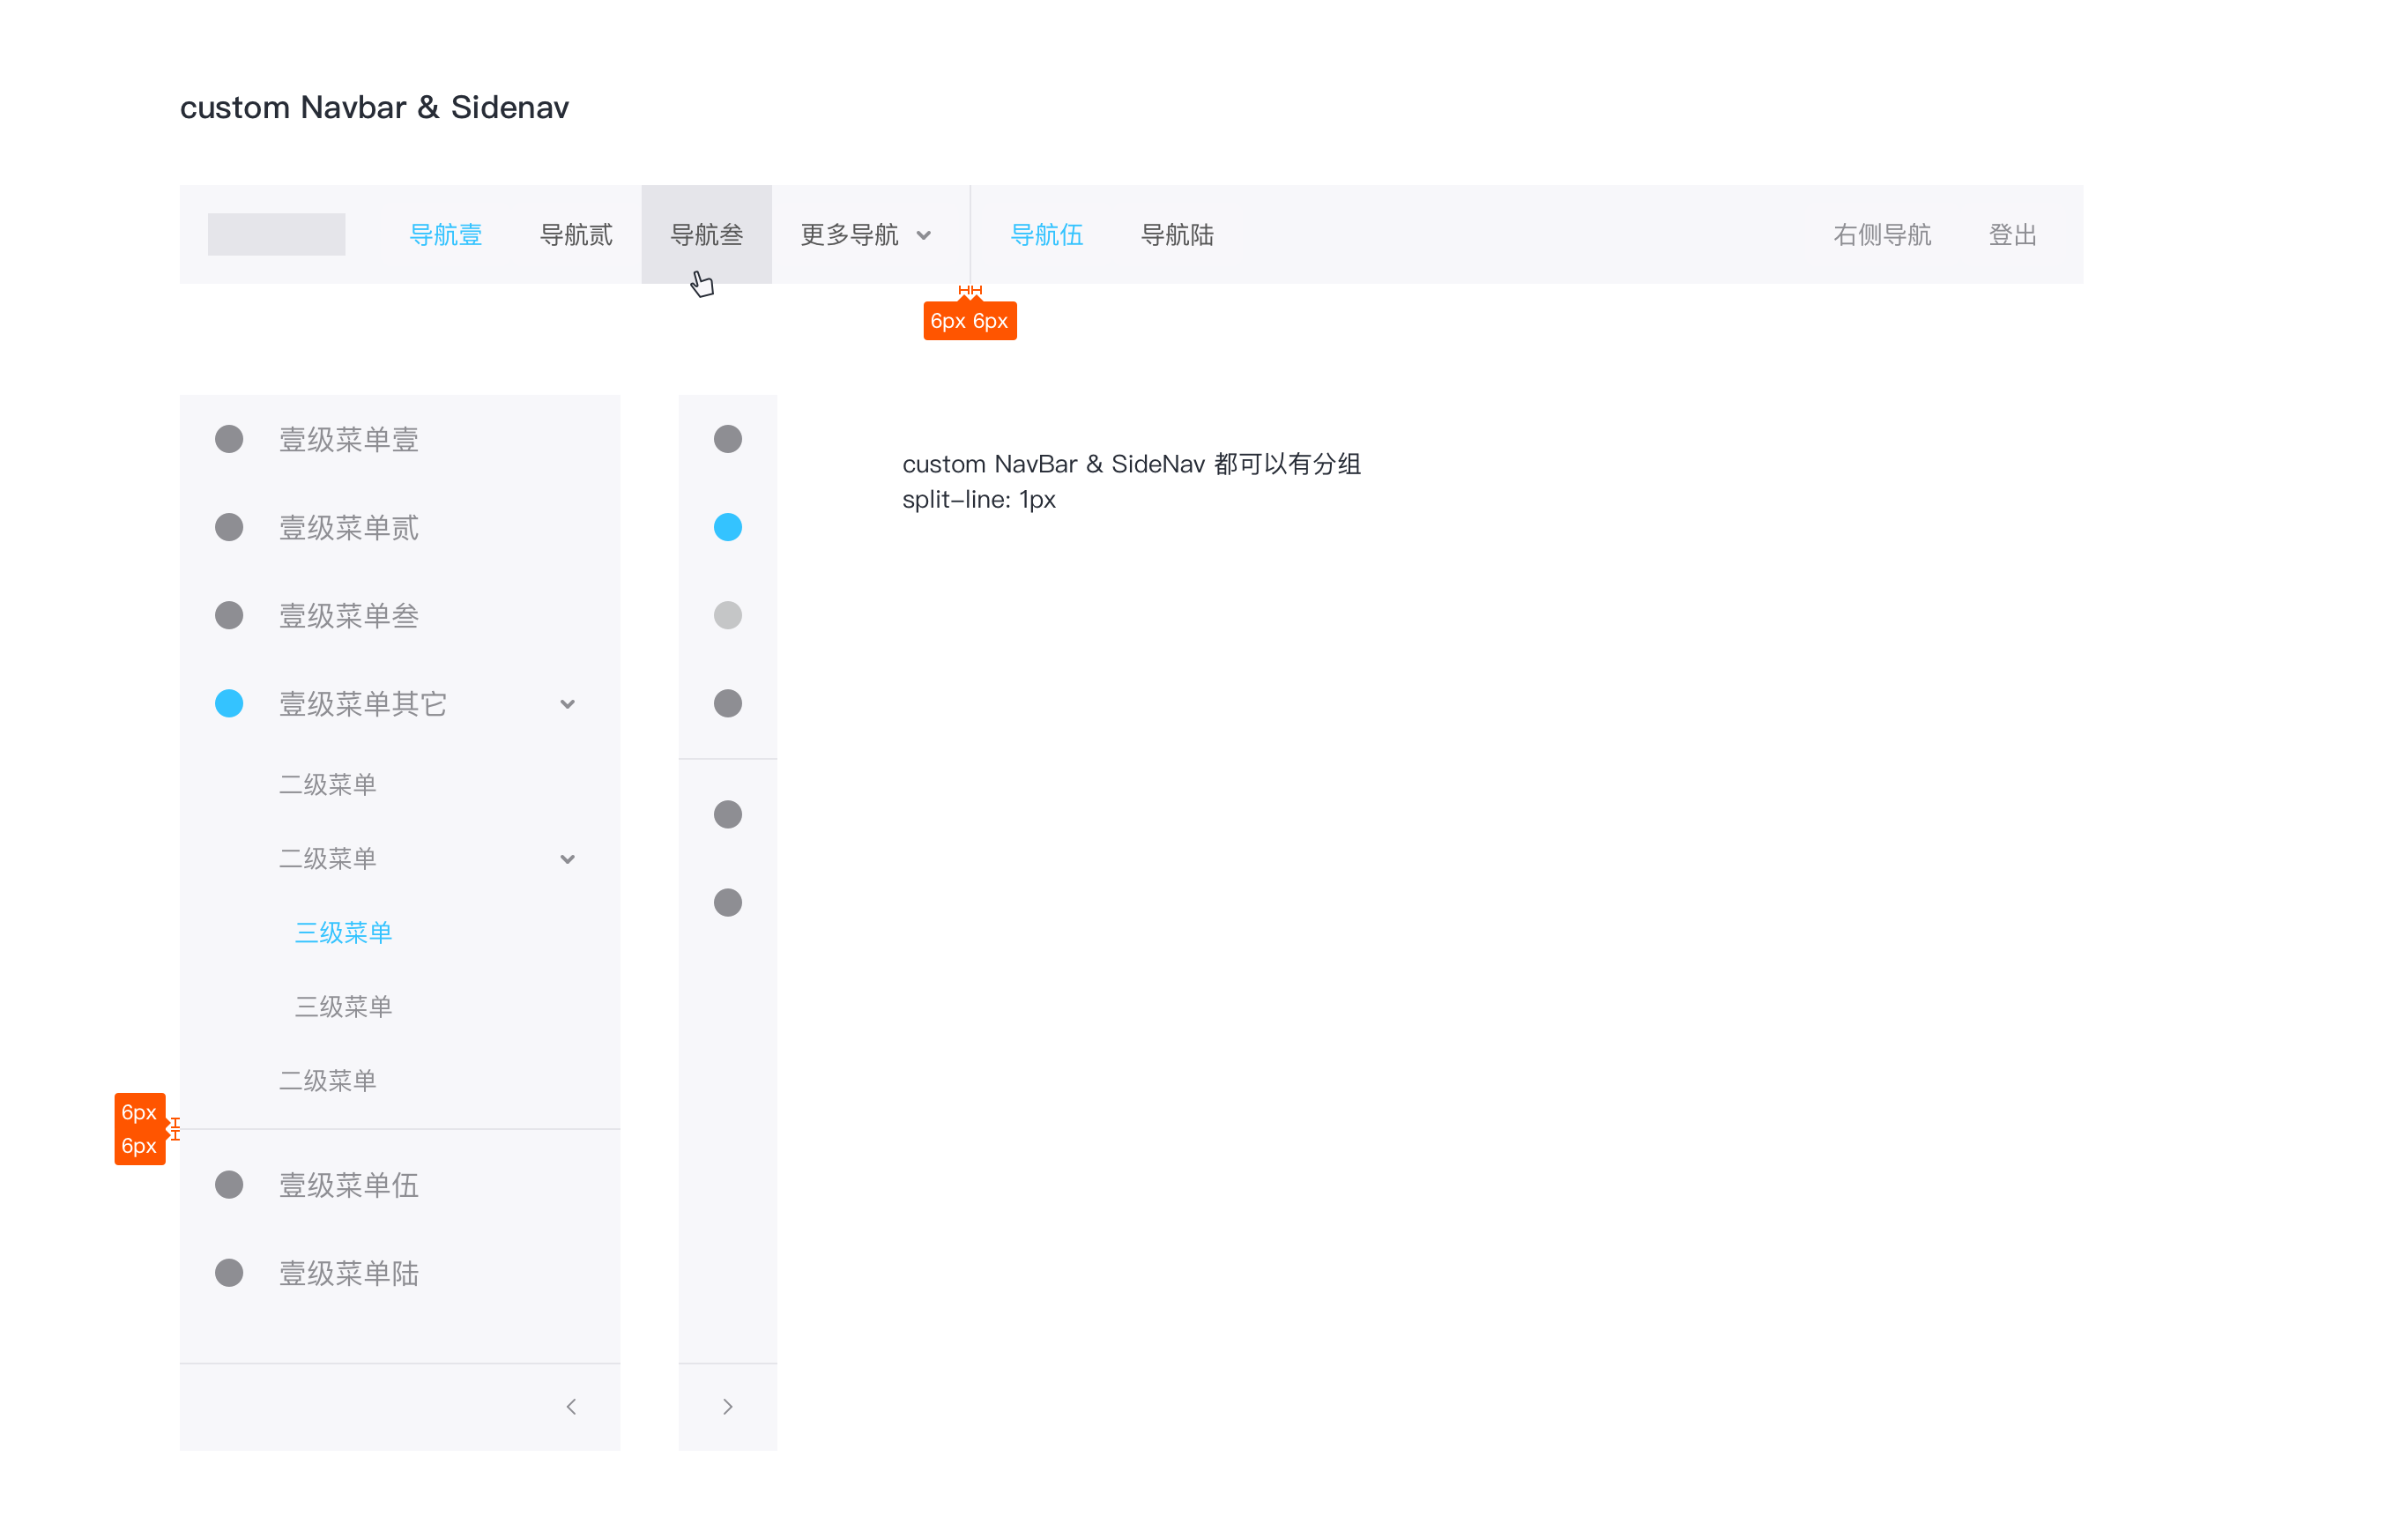 custom Navbar & Sidenav
导航壹 导航贰 导航叁 更多导航 导航伍 导航陆 右侧导航 登出
6px 6px
壹级菜单壹
壹级菜单贰
壹级菜单叁
壹级菜单其它
二级菜单
二级菜单
三级菜单
三级菜单
二级菜单
6px
6px
壹级菜单伍
壹级菜单陆
custom NavBar & SideNav 都可以有分组
split-line: 1px